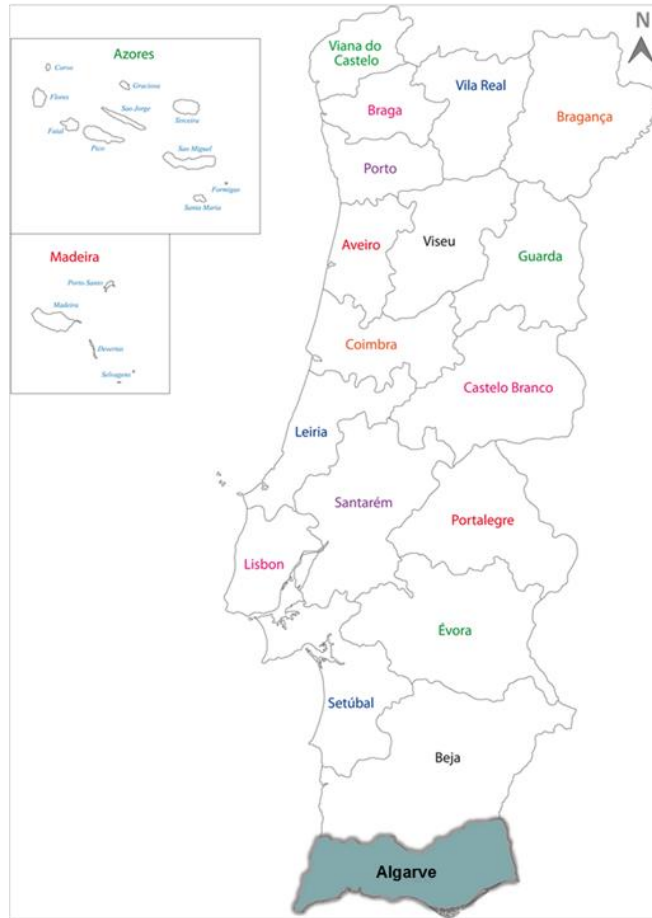 N
Azores
Corvo
Flores
Graciosa
Sao Jorge
Terceira
Faial
Pico
Sao Miguel
Formigas
Santa Maria
Madeira
Porto Santo
Madeira
Desertas
Selvagens
Viana do
Castelo
Vila Real
Bragança
Braga
Porto
Aveiro
Viseu
Guarda
Coimbra
Castelo Branco
Leiria
Santarém
Portalegre
Lisbon
Évora
Setúbal
Beja
Algarve